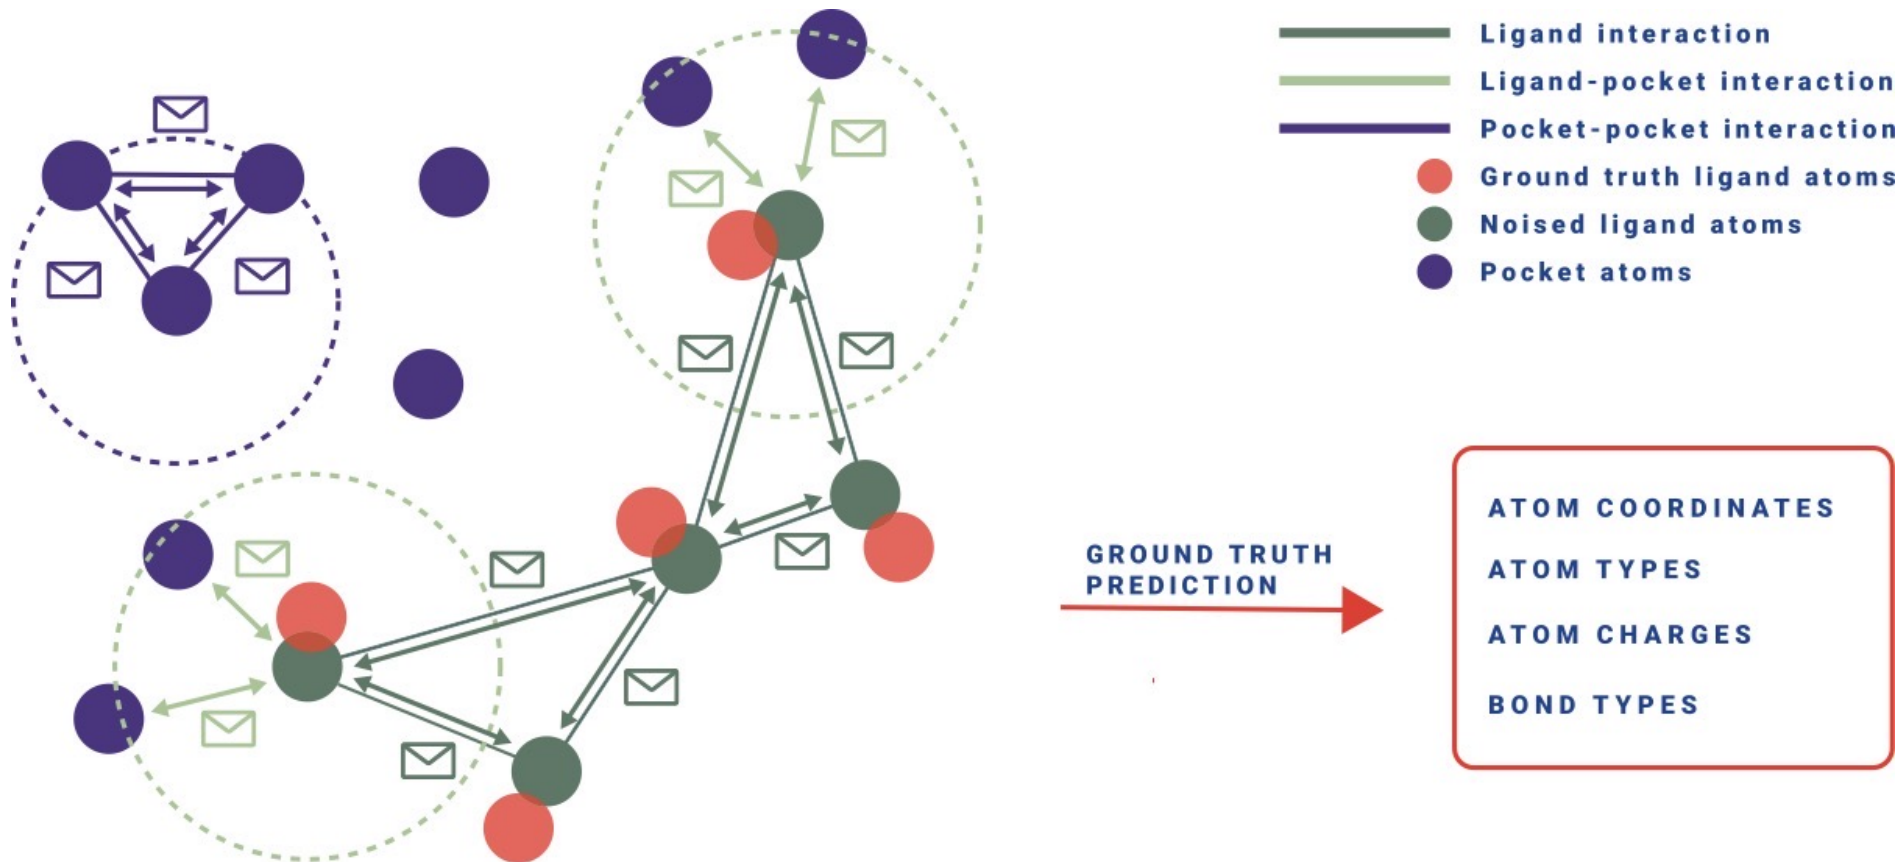 Ligand interaction
Ligand-pocket interaction
Pocket-pocket interaction
Ground truth ligand atoms
Noised ligand atoms
Pocket atoms
GROUND TRUTH
PREDICTION
ATOM COORDINATES
ATOM TYPES
ATOM CHARGES
BOND TYPES